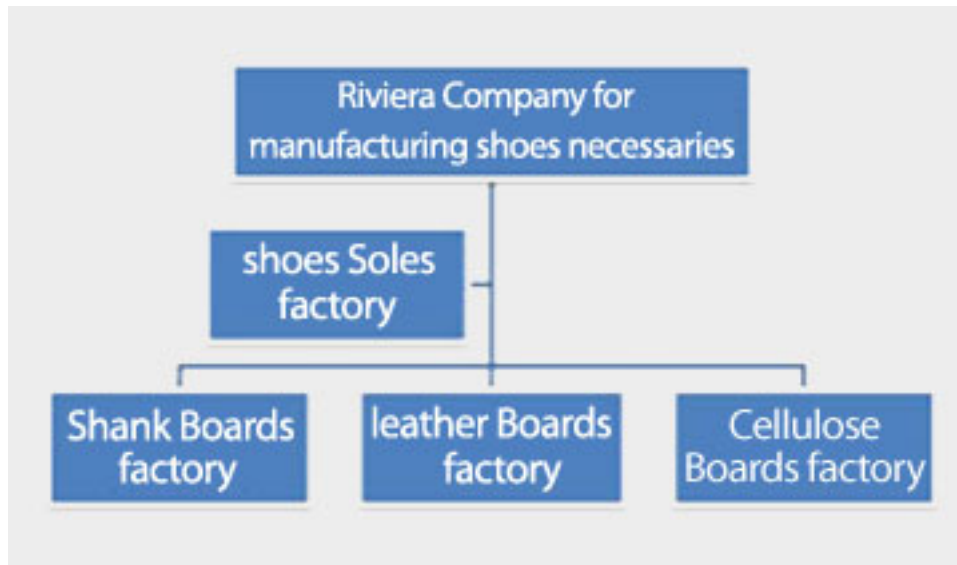 Riviera Company for
manufacturing shoes necessaries
shoes Soles
factory
Shank Boards
factory
leather Boards
factory
Cellulose
Boards factory